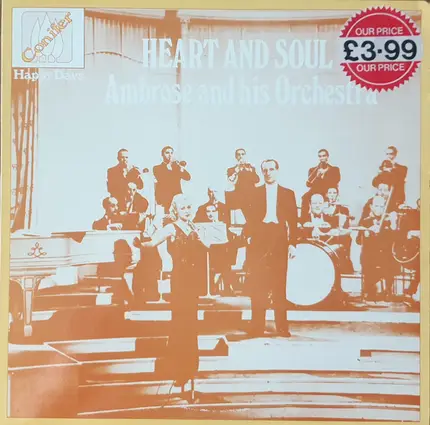 Conifer
Happy Days
HEART AND SOUL
Ambrose and his Orchestra
OUR PRICE
£3·99
OUR PRICE